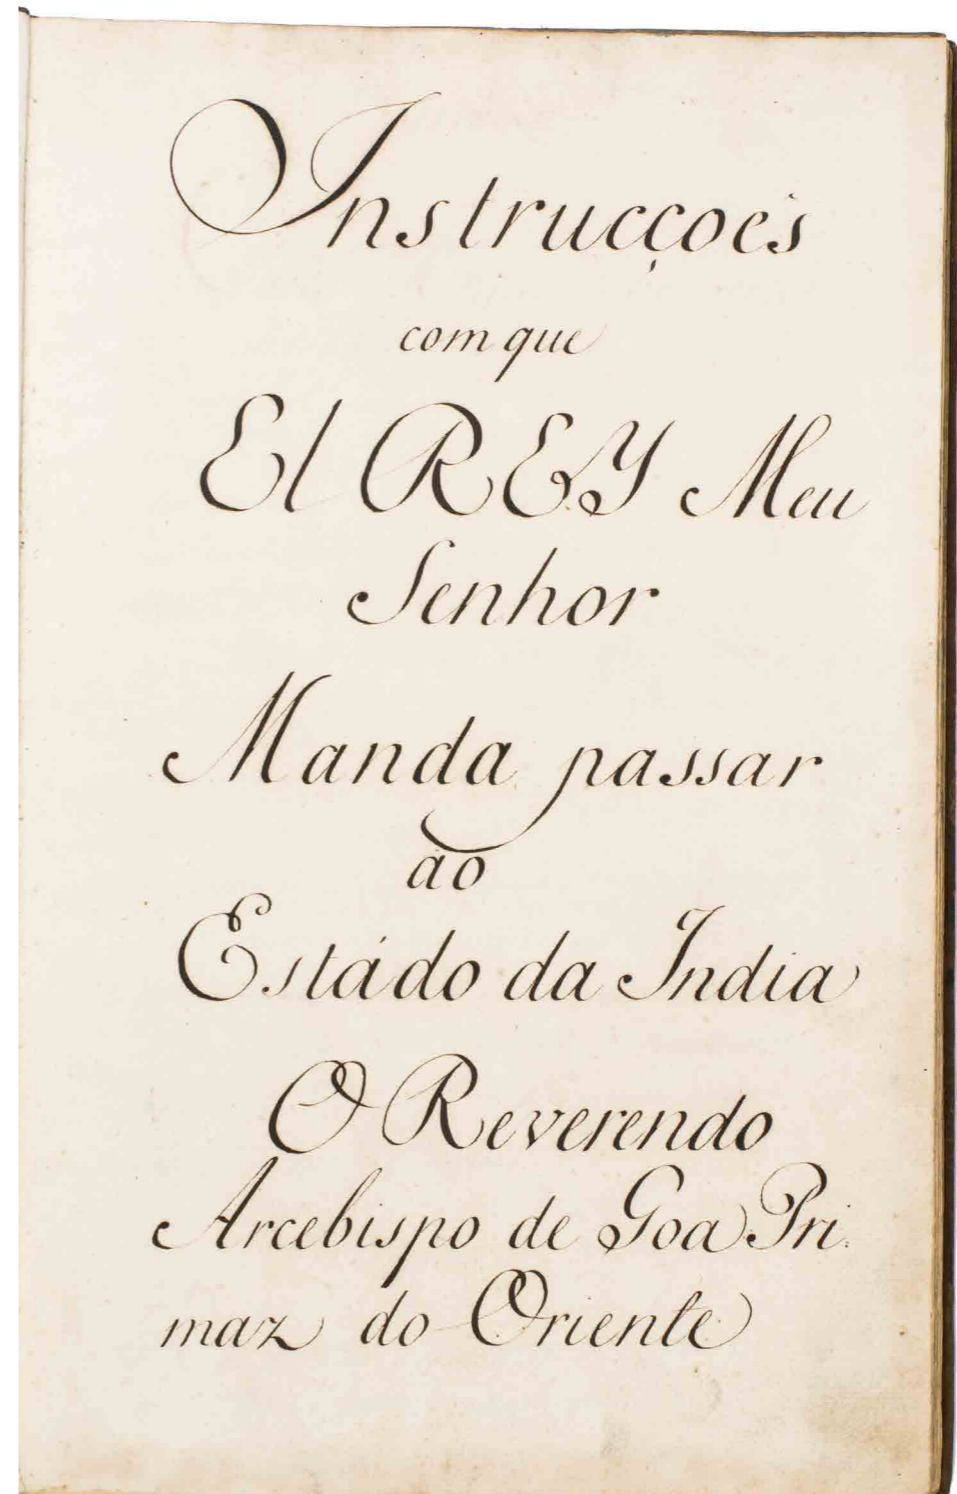 Instrucçoẽs
com que
El REY Meu
Senhor
Manda passar
ao
Estádo da India
O Reverendo
Arcebispo de Goa Pri:
maz do Oriente